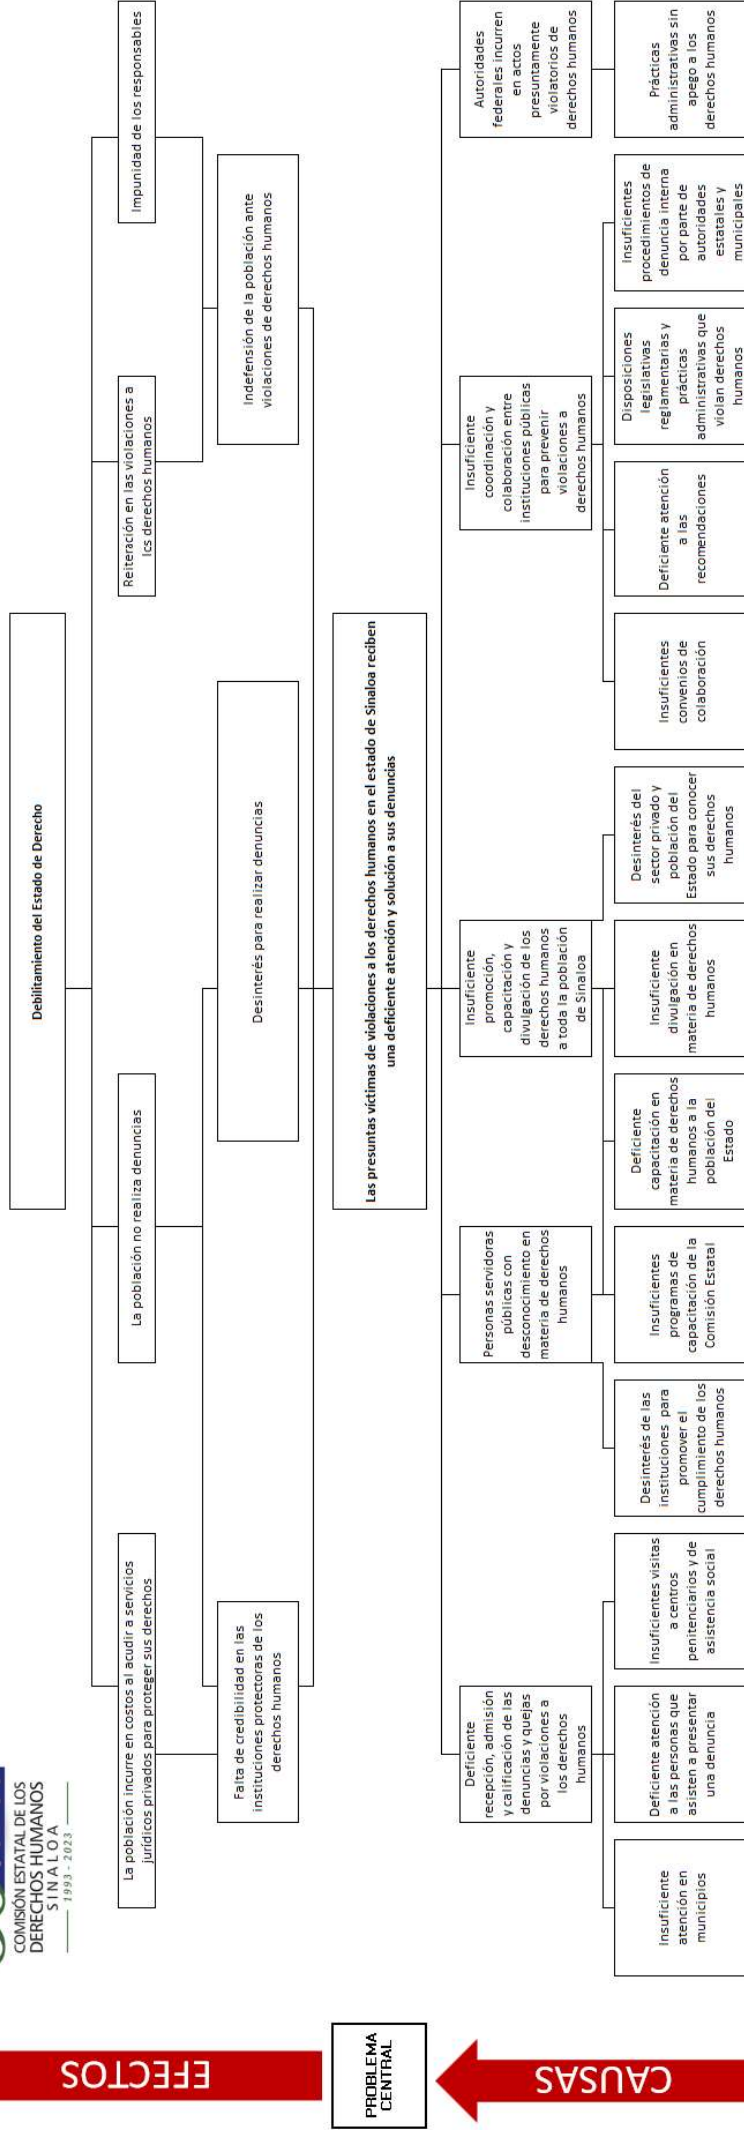 COMISIÓN ESTATAL DE LOS
DERECHOS HUMANOS
SINALOA
1993 - 2023
EFECTOS
Debilitamiento del Estado de Derecho
La población incurre en costos al acudir a servicios
jurídicos privados para proteger sus derechos
La población no realiza denuncias
Reiteración en las violaciones a
lcs derechos humanos
Impunidad de los responsables
Falta de credibilidad en las
instituciones protectoras de los
derechos humanos
Desinterés para realizar denuncias
Indefensión de la población ante
violaciones de derechos humanos
PROBLEMA
CENTRAL
Las presuntas víctimas de violaciones a los derechos humanos en el estado de Sinaloa reciben
una deficiente atención y solución a sus denuncias
CAUSAS
Deficiente
recepción, admisión
y calificación de las
denuncias y quejas
por violaciones a
los derechos
humanos
Personas servidoras
públicas con
desconocimiento en
materia de derechos
humanos
Insuficiente
promoción,
capacitación y
divulgación de los
derechos humanos
a toda la población
de Sinaloa
Insuficiente
coordinación y
colaboración entre
instituciones públicas
para prevenir
violaciones a
derechos humanos
Autoridades
federales incurren
en actos
presuntamente
violatorios de
derechos humanos
Insuficiente
atención en
municipios
Deficiente atención
a las personas que
asisten a presentar
una denuncia
Insuficientes visitas
a centros
penitenciarios y de
asistencia social
Desinterés de las
instituciones para
promover el
cumplimiento de los
derechos humanos
Insuficientes
programas de
capacitación de la
Comisión Estatal
Deficiente
capacitación en
materia de derechos
humanos a la
población del
Estado
Insuficiente
divulgación en
materia de derechos
humanos
Desinterés del
sector privado y
población del
Estado para conocer
sus derechos
humanos
Insuficientes
convenios de
colaboración
Deficiente atención
a las
recomendaciones
Disposiciones
legislativas
reglamentarias y
prácticas
administrativas que
violan derechos
humanos
Insuficientes
procedimientos de
denuncia interna
por parte de
autoridades
estatales y
municipales
Prácticas
administrativas sin
apego a los
derechos humanos